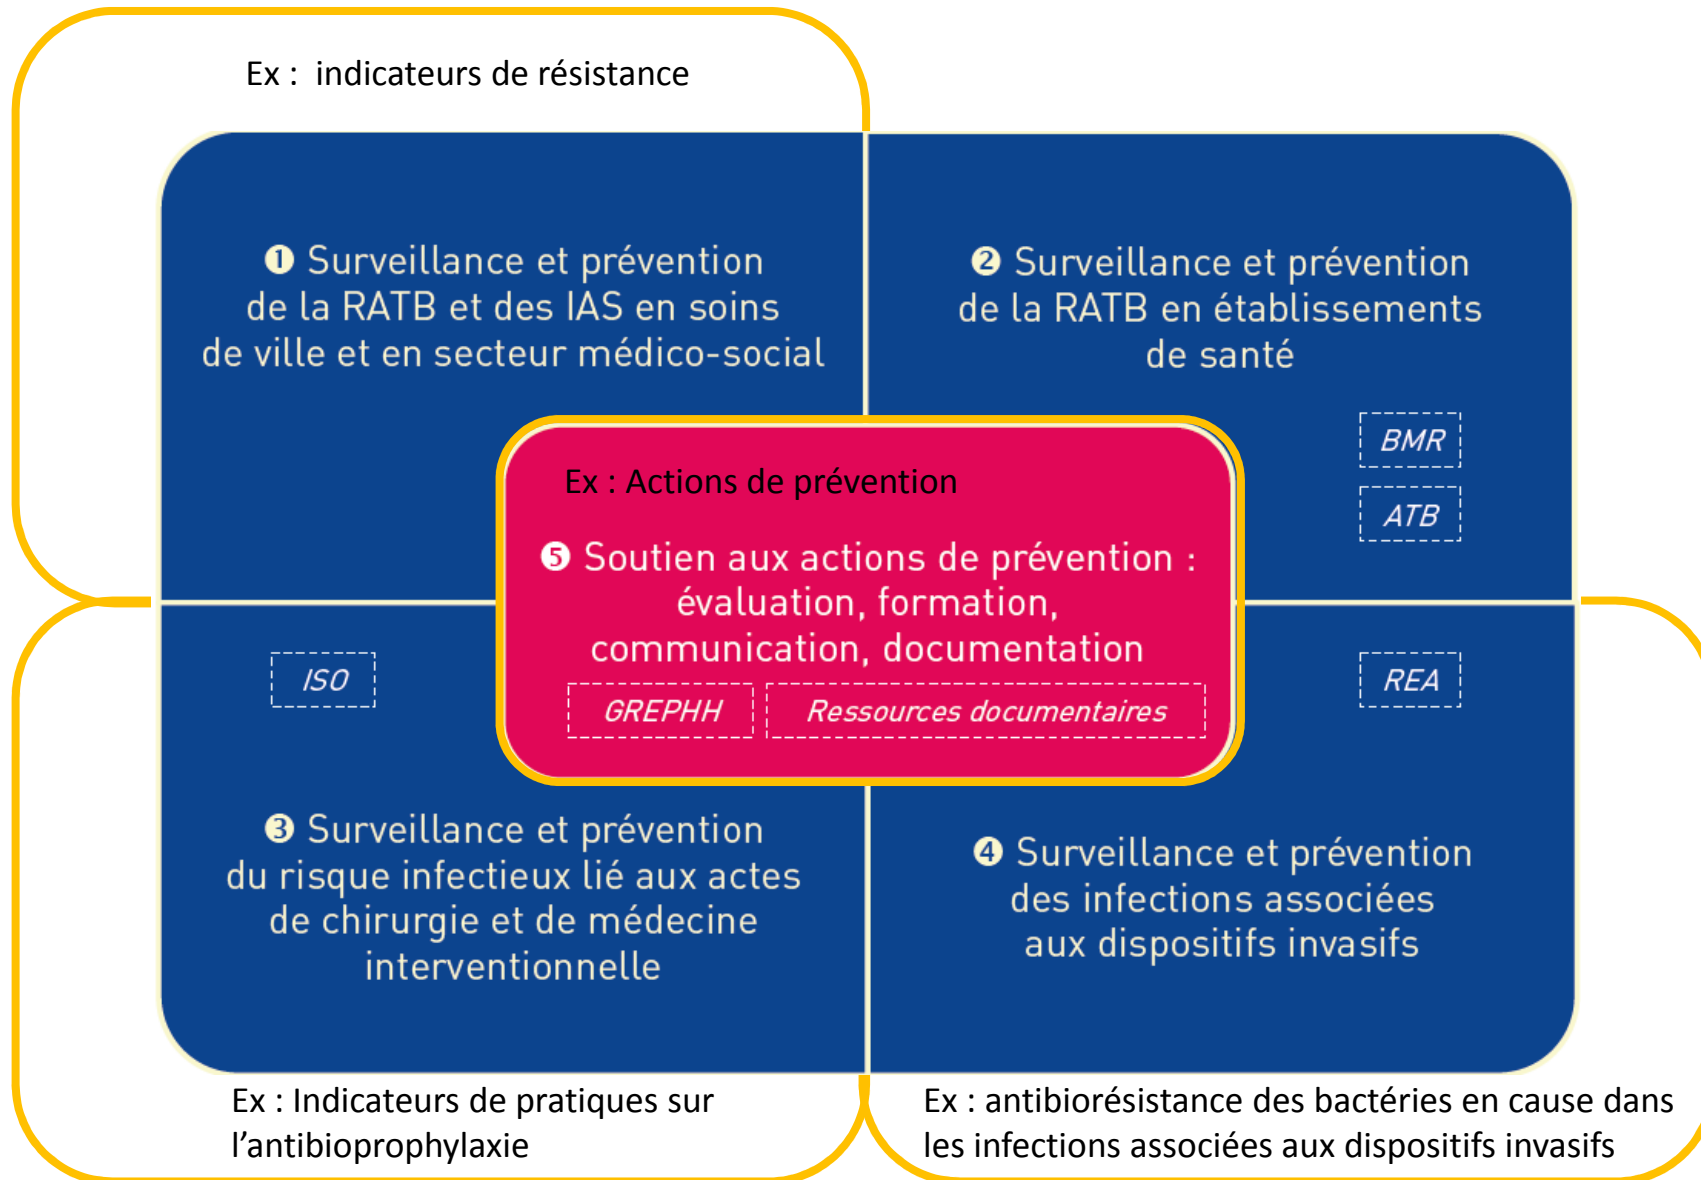 Ex :  indicateurs de résistance
❶ Surveillance et prévention
de la RATB et des IAS en soins
de ville et en secteur médico-social
❷ Surveillance et prévention
de la RATB en établissements
de santé
BMR
ATB
Ex : Actions de prévention
❺ Soutien aux actions de prévention :
évaluation, formation,
communication, documentation
GREPHH
Ressources documentaires
ISO
REA
❸ Surveillance et prévention
du risque infectieux lié aux actes
de chirurgie et de médecine
interventionnelle
❹ Surveillance et prévention
des infections associées
aux dispositifs invasifs
Ex : Indicateurs de pratiques sur
l’antibioprophylaxie
Ex : antibiorésistance des bactéries en cause dans
les infections associées aux dispositifs invasifs